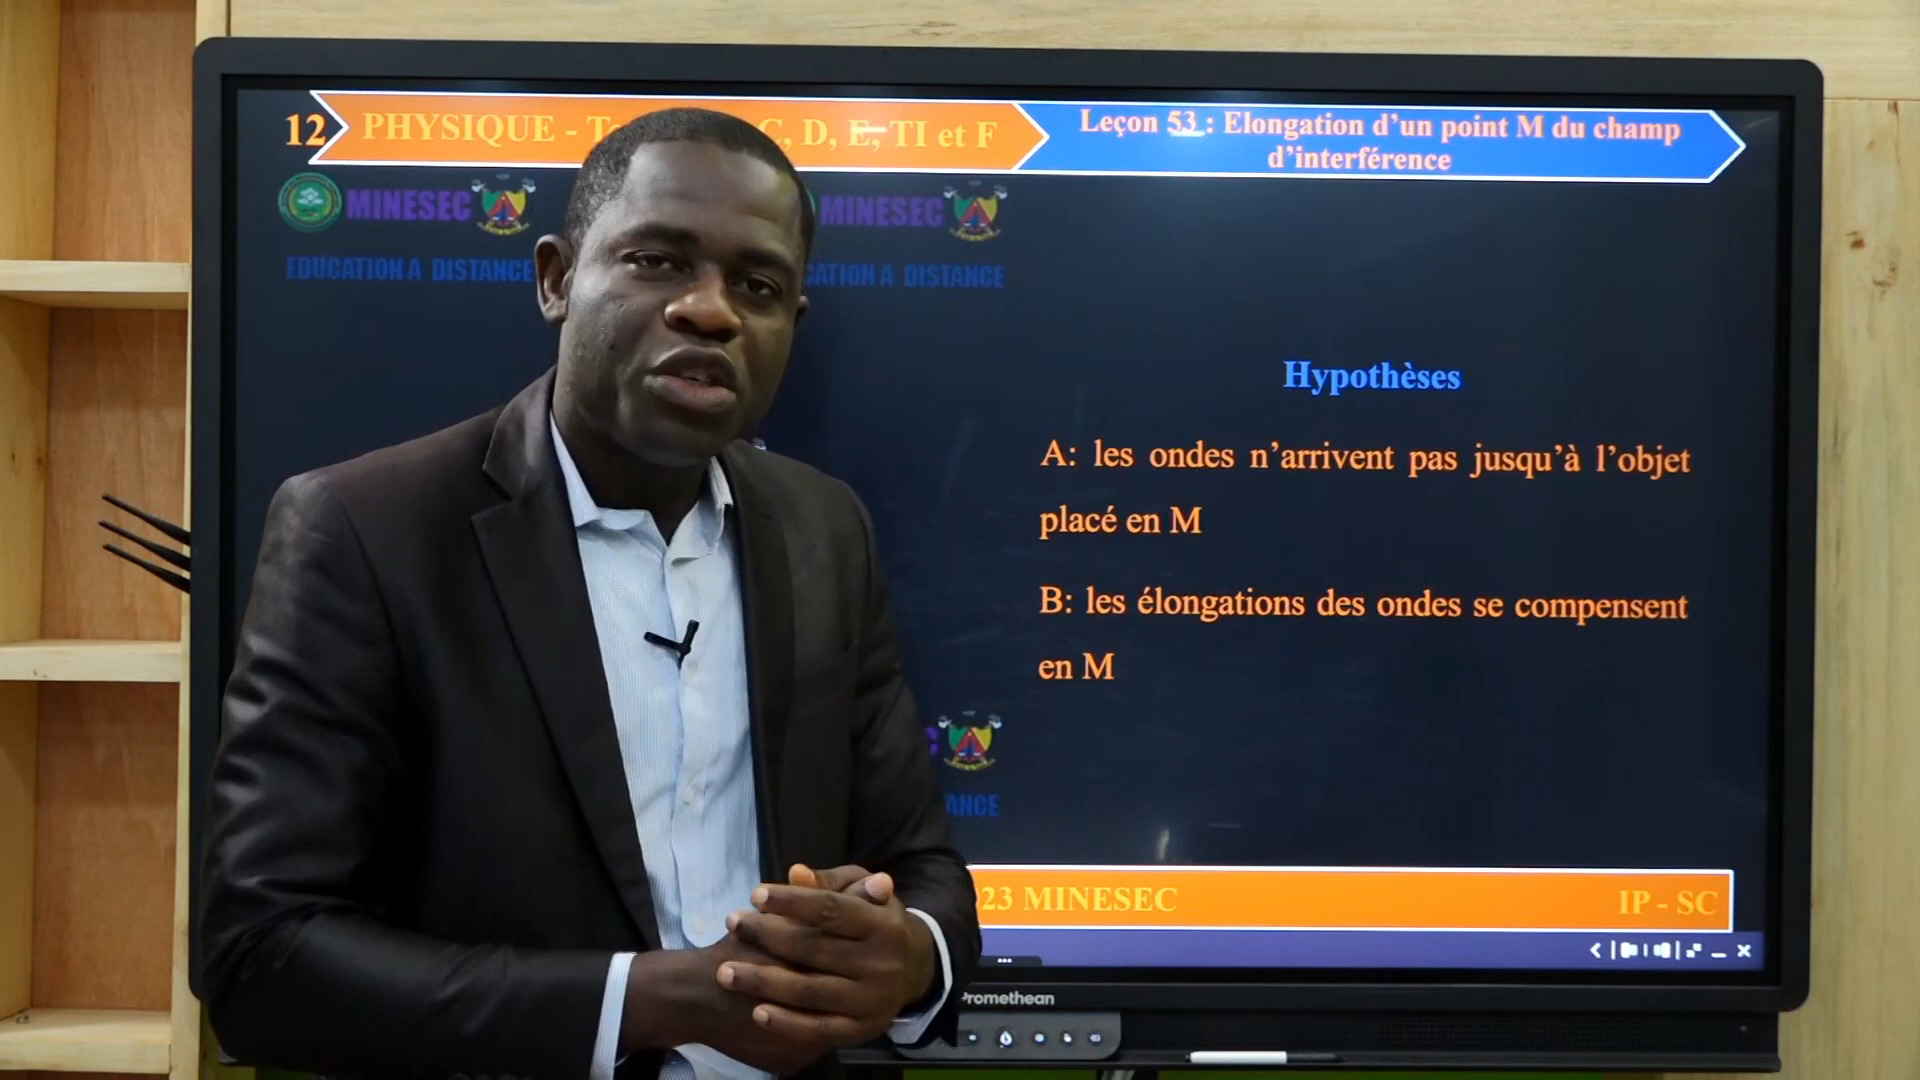 12
PHYSIQUE - C, D, E, TI et F
Leçon 53 : Elongation d’un point M du champ
d’interférence
MINESEC
MINESEC
EDUCATION A DISTANCE
CATION A DISTANCE
Hypothèses
A: les ondes n’arrivent pas jusqu’à l’objet
placé en M
B: les élongations des ondes se compensent
en M
C
ANCE
23 MINESEC
IP - SC
Promethean